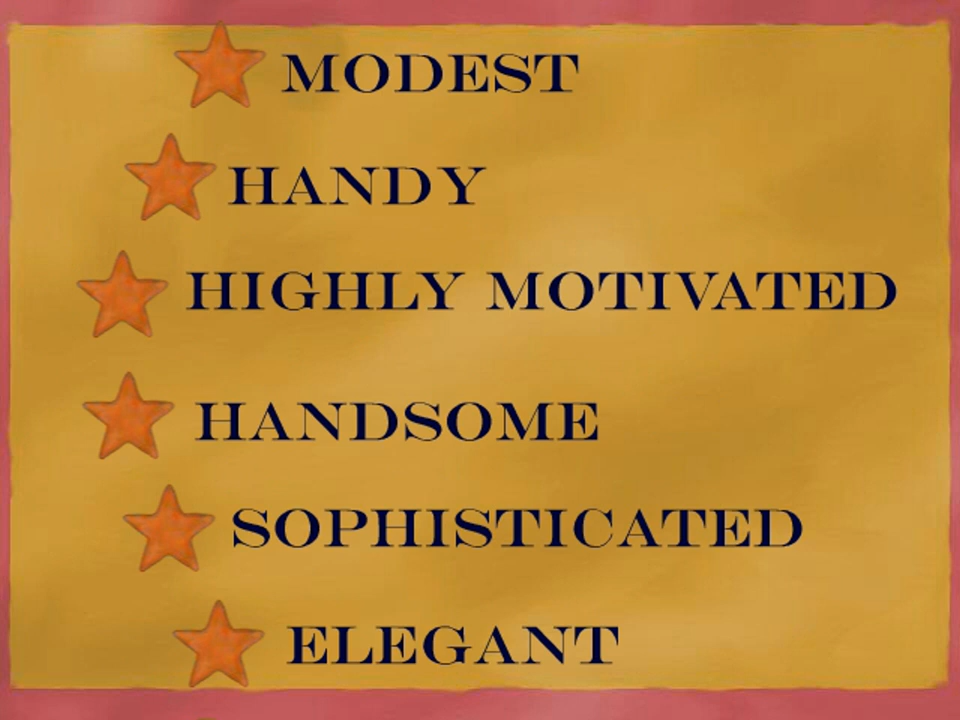 MODEST
HANDY
HIGHLY MOTIVATED
HANDSOME
SOPHISTICATED
ELEGANT